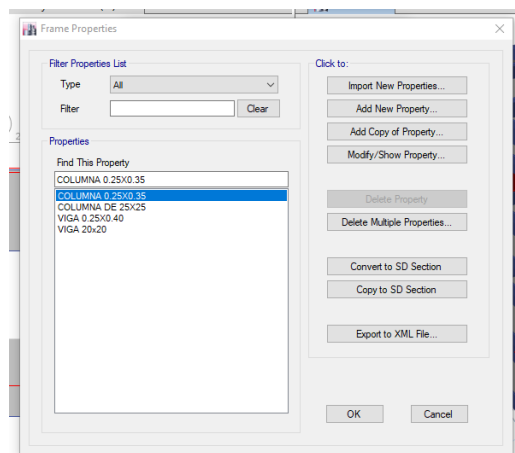 Frame Properties
Filter Properties List
Type
All
Filter
Clear
Properties
Find This Property
COLUMNA 0.25X0.35
COLUMNA 0.25X0.35
COLUMNA DE 25X25
VIGA 0.25X0.40
VIGA 20x20
Click to:
Import New Properties...
Add New Property...
Add Copy of Property...
Modify/Show Property...
Delete Property
Delete Multiple Properties...
Convert to SD Section
Copy to SD Section
Export to XML File...
OK
Cancel